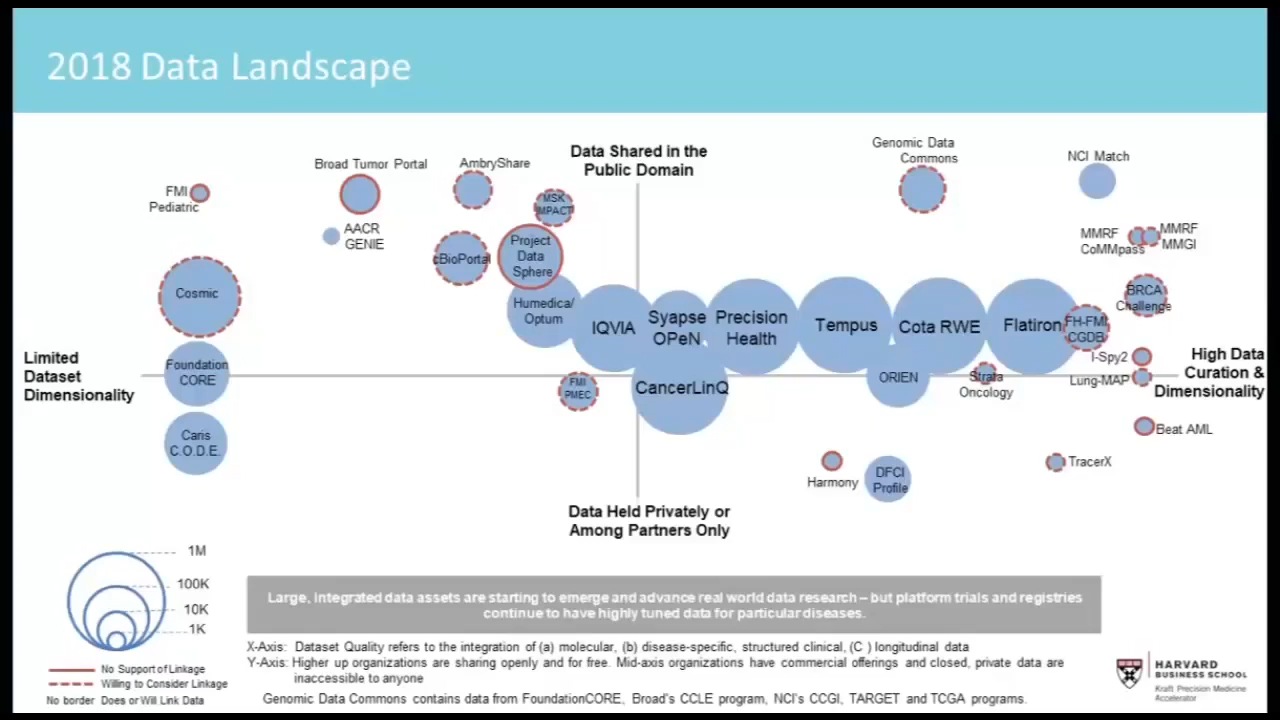 2018 Data Landscape
Data Shared in the
Public Domain
Genomic Data
Commons
NCI Match
Broad Tumor Portal
AmbryShare
FMI
Pediatric
MSK
IMPACT
AACR
GENIE
MMRF
CoMMpass
MMRF
MMGI
cBioPortal
Project
Data
Sphere
Cosmic
Humedica/
Optum
IQVIA
Syapse
OPeN
Precision
Health
Tempus
Cota RWE
Flatiron
FH-FMI
CGDB
BRCA
Challenge
Limited
Dataset
Dimensionality
Foundation
CORE
FMI
PMEC
CancerLinQ
ORIEN
Strata
Oncology
I-Spy2
Lung-MAP
High Data
Curation &
Dimensionality
Caris
C.O.D.E.
Beat AML
Harmony
DFCI
Profile
TracerX
Data Held Privately or
Among Partners Only
1M
100K
10K
1K
Large, integrated data assets are starting to emerge and advance real world data research – but platform trials and registries
continue to have highly tuned data for particular diseases.
No Support of Linkage
Willing to Consider Linkage
No border Does or Will Link Data
X-Axis: Dataset Quality refers to the integration of (a) molecular, (b) disease-specific, structured clinical, (C ) longitudinal data
Y-Axis: Higher up organizations are sharing openly and for free. Mid-axis organizations have commercial offerings and closed, private data are
inaccessible to anyone
Genomic Data Commons contains data from FoundationCORE, Broad's CCLE program, NCI's CCGI, TARGET and TCGA programs.
HARVARD
BUSINESS SCHOOL
Kraft Precision Medicine
Accelerator